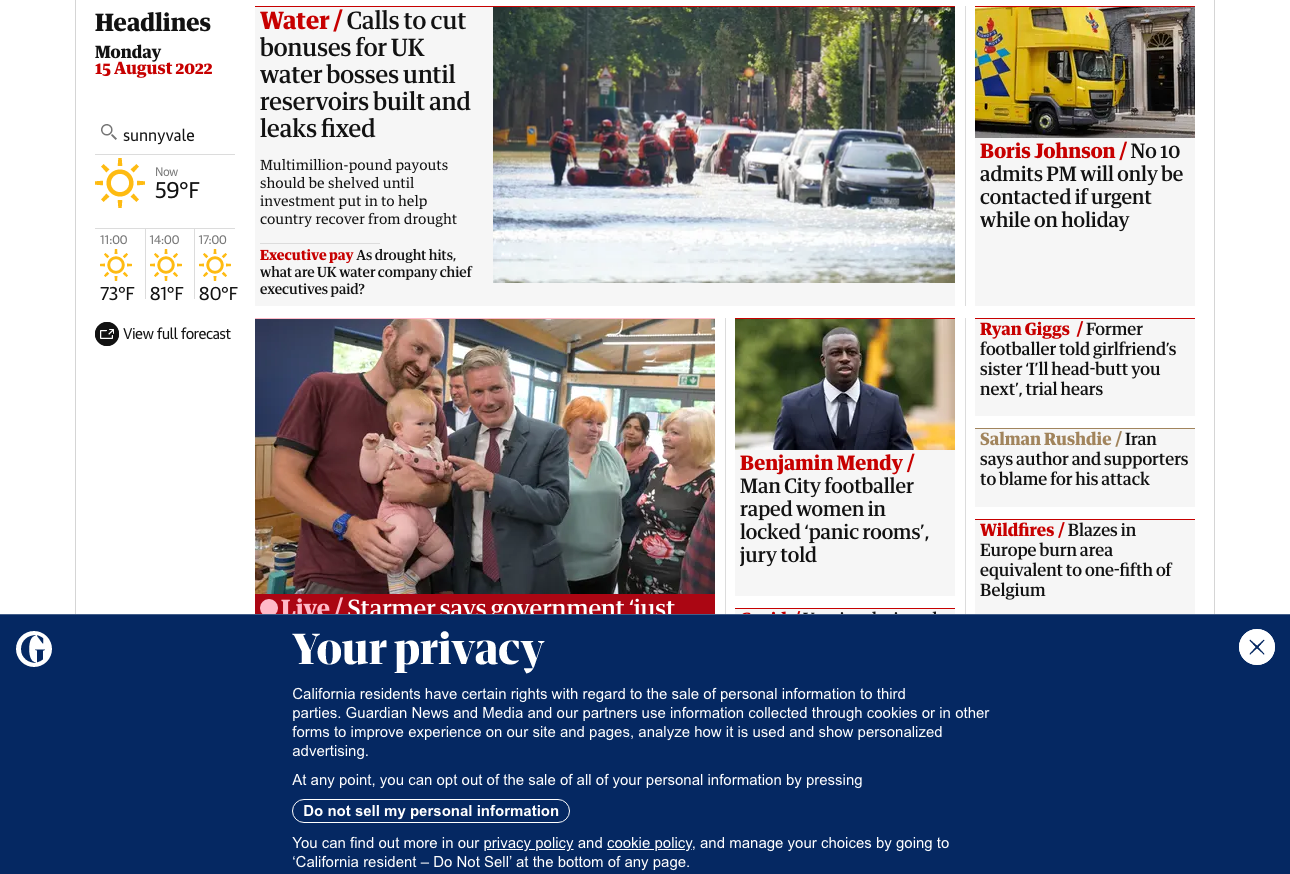 Headlines
Monday
15 August 2022
sunnyvale
Now
59°F
11:00
73°F
14:00
81°F
17:00
80°F
View full forecast
Water / Calls to cut
bonuses for UK
water bosses until
reservoirs built and
leaks fixed
Multimillion-pound payouts
should be shelved until
investment put in to help
country recover from drought
Executive pay As drought hits,
what are UK water company chief
executives paid?
Boris Johnson / No 10
admits PM will only be
contacted if urgent
while on holiday
Live / Starmer says government ‘just
Benjamin Mendy /
Man City footballer
raped women in
locked ‘panic rooms’,
jury told
Ryan Giggs / Former
footballer told girlfriend’s
sister ‘I’ll head-butt you
next’, trial hears
Salman Rushdie / Iran
says author and supporters
to blame for his attack
Wildfires / Blazes in
Europe burn area
equivalent to one-fifth of
Belgium
Your privacy
California residents have certain rights with regard to the sale of personal information to third
parties. Guardian News and Media and our partners use information collected through cookies or in other
forms to improve experience on our site and pages, analyze how it is used and show personalized
advertising.
At any point, you can opt out of the sale of all of your personal information by pressing
Do not sell my personal information
You can find out more in our privacy policy and cookie policy, and manage your choices by going to
‘California resident – Do Not Sell’ at the bottom of any page.